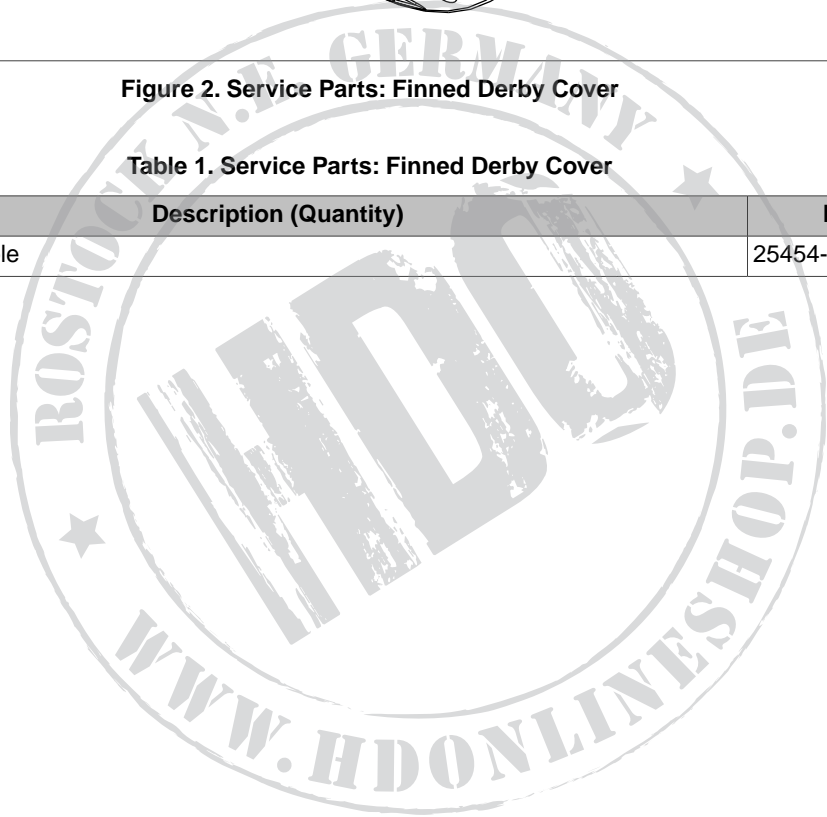 Figure 2. Service Parts: Finned Derby Cover
Table 1. Service Parts: Finned Derby Cover
Description (Quantity)
le 25454-
ROSTOCK N.E. GERMANY
HDO
WWW.HDONLINESHOP.DE